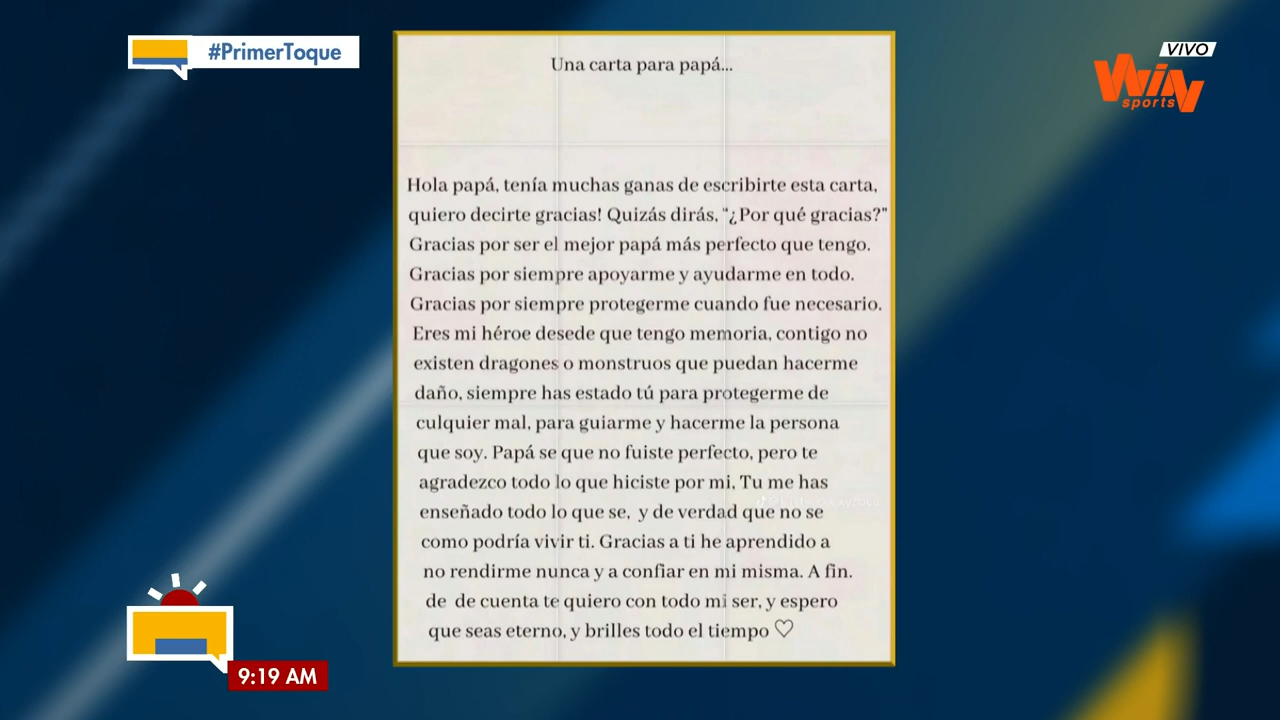 #PrimerToque
VIVO
WIN
sports
Una carta para papá...
Hola papá, tenía muchas ganas de escribirte esta carta,
quiero decirte gracias! Quizás dirás, "¿Por qué gracias?"
Gracias por ser el mejor papá más perfecto que tengo.
Gracias por siempre apoyarme y ayudarme en todo.
Gracias por siempre protegerme cuando fue necesario.
Eres mi héroe desede que tengo memoria, contigo no
existen dragones o monstruos que puedan hacerme
daño, siempre has estado tú para protegerme de
culquier mal, para guiarme y hacerme la persona
que soy. Papá se que no fuiste perfecto, pero te
agradezco todo lo que hiciste por mi, Tu me has
enseñado todo lo que se, y de verdad que no se
como podría vivir ti. Gracias a ti he aprendido a
no rendirme nunca y a confiar en mi misma. A fin.
de de cuenta te quiero con todo mi ser, y espero
que seas eterno, y brilles todo el tiempo ♡
9:19 AM